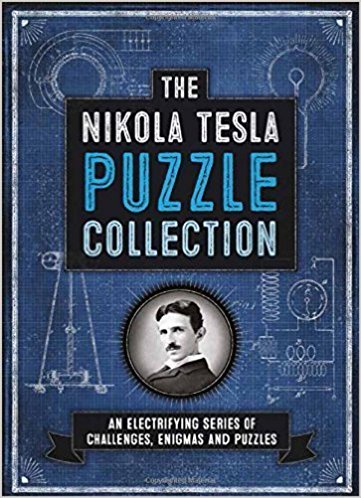 THE
NIKOLA TESLA
PUZZLE
COLLECTION
AN ELECTRIFYING SERIES OF
CHALLENGES, ENIGMAS AND PUZZLES